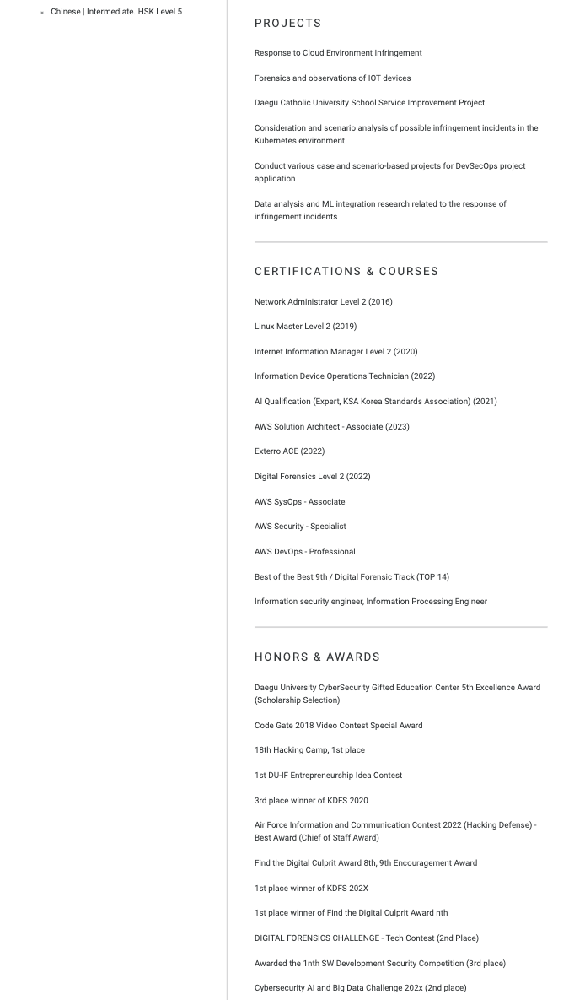 × Chinese | Intermediate. HSK Level 5
PROJECTS
Response to Cloud Environment Infringement
Forensics and observations of IOT devices
Daegu Catholic University School Service Improvement Project
Consideration and scenario analysis of possible infringement incidents in the
Kubernetes environment
Conduct various case and scenario-based projects for DevSecOps project
application
Data analysis and ML integration research related to the response of
infringement incidents
CERTIFICATIONS & COURSES
Network Administrator Level 2 (2016)
Linux Master Level 2 (2019)
Internet Information Manager Level 2 (2020)
Information Device Operations Technician (2022)
AI Qualification (Expert, KSA Korea Standards Association) (2021)
AWS Solution Architect - Associate (2023)
Exterro ACE (2022)
Digital Forensics Level 2 (2022)
AWS SysOps - Associate
AWS Security - Specialist
AWS DevOps - Professional
Best of the Best 9th / Digital Forensic Track (TOP 14)
Information security engineer, Information Processing Engineer
HONORS & AWARDS
Daegu University CyberSecurity Gifted Education Center 5th Excellence Award
(Scholarship Selection)
Code Gate 2018 Video Contest Special Award
18th Hacking Camp, 1st place
1st DU-IF Entrepreneurship Idea Contest
3rd place winner of KDFS 2020
Air Force Information and Communication Contest 2022 (Hacking Defense) -
Best Award (Chief of Staff Award)
Find the Digital Culprit Award 8th, 9th Encouragement Award
1st place winner of KDFS 202X
1st place winner of Find the Digital Culprit Award nth
DIGITAL FORENSICS CHALLENGE - Tech Contest (2nd Place)
Awarded the 1nth SW Development Security Competition (3rd place)
Cybersecurity AI and Big Data Challenge 202x (2nd place)